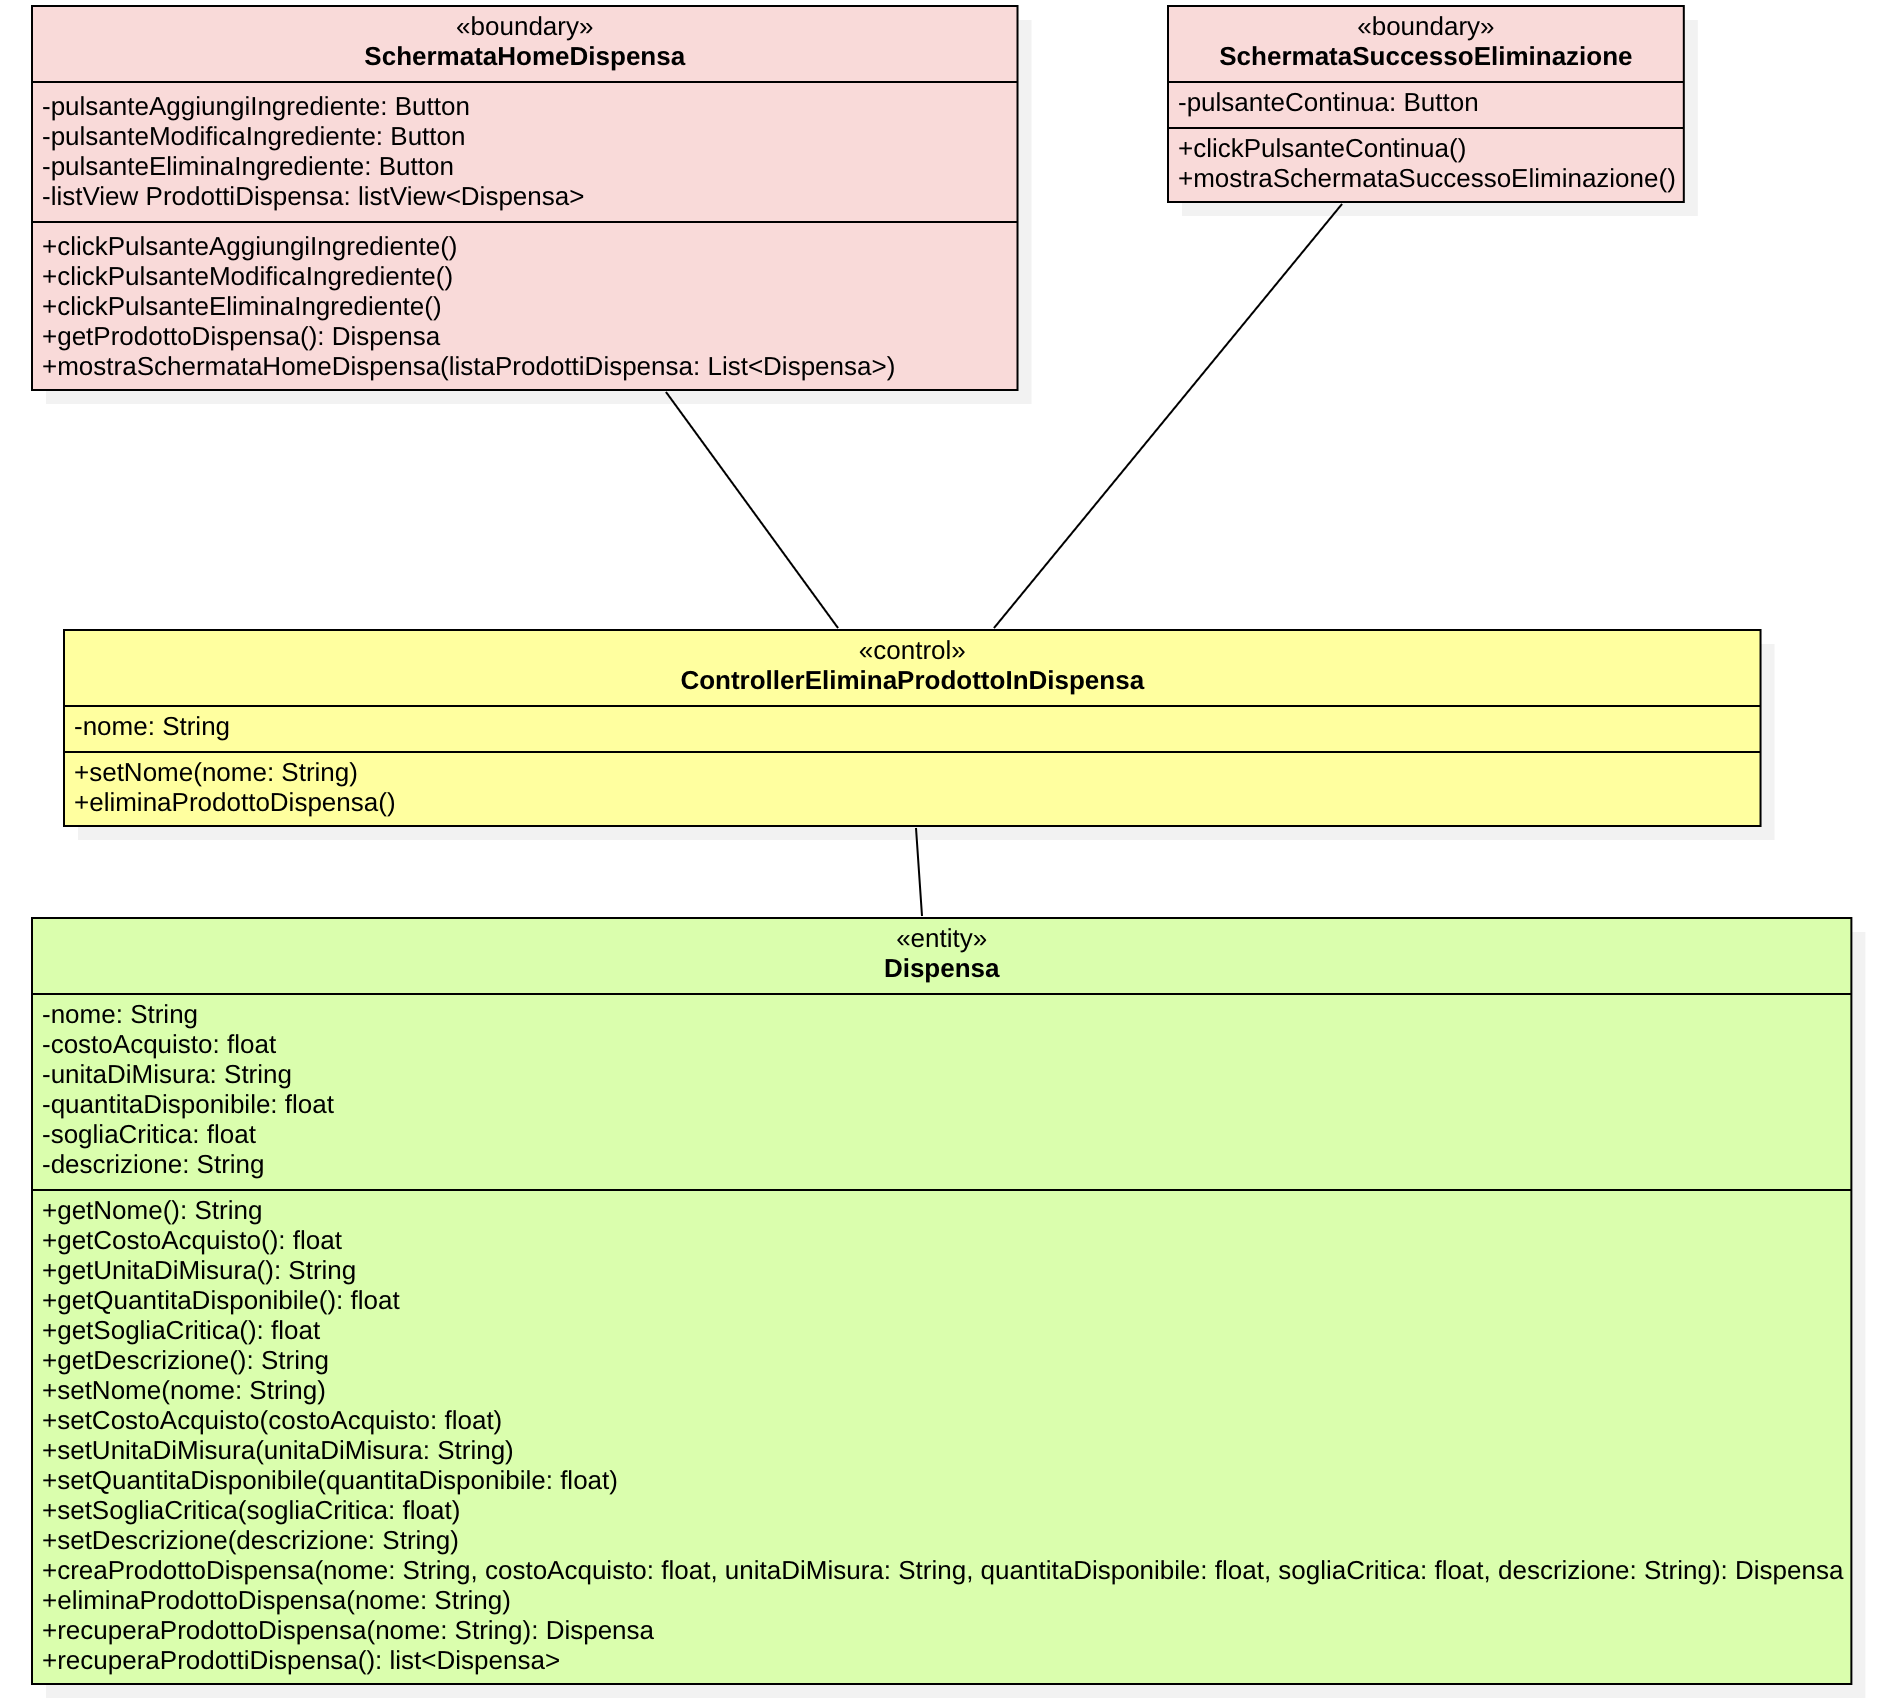 «boundary»
SchermataHomeDispensa
-pulsanteAggiungiIngrediente: Button
-pulsanteModificaIngrediente: Button
-pulsanteEliminaIngrediente: Button
-listView ProdottiDispensa: listView<Dispensa>
+clickPulsanteAggiungiIngrediente()
+clickPulsanteModificaIngrediente()
+clickPulsanteEliminaIngrediente()
+getProdottoDispensa(): Dispensa
+mostraSchermataHomeDispensa(listaProdottiDispensa: List<Dispensa>)
«boundary»
SchermataSuccessoEliminazione
-pulsanteContinua: Button
+clickPulsanteContinua()
+mostraSchermataSuccessoEliminazione()
«control»
ControllerEliminaProdottoInDispensa
-nome: String
+setNome(nome: String)
+eliminaProdottoDispensa()
«entity»
Dispensa
-nome: String
-costoAcquisto: float
-unitaDiMisura: String
-quantitaDisponibile: float
-sogliaCritica: float
-descrizione: String
+getNome(): String
+getCostoAcquisto(): float
+getUnitaDiMisura(): String
+getQuantitaDisponibile(): float
+getSogliaCritica(): float
+getDescrizione(): String
+setNome(nome: String)
+setCostoAcquisto(costoAcquisto: float)
+setUnitaDiMisura(unitaDiMisura: String)
+setQuantitaDisponibile(quantitaDisponibile: float)
+setSogliaCritica(sogliaCritica: float)
+setDescrizione(descrizione: String)
+creaProdottoDispensa(nome: String, costoAcquisto: float, unitaDiMisura: String, quantitaDisponibile: float, sogliaCritica: float, descrizione: String): Dispensa
+eliminaProdottoDispensa(nome: String)
+recuperaProdottoDispensa(nome: String): Dispensa
+recuperaProdottiDispensa(): list<Dispensa>